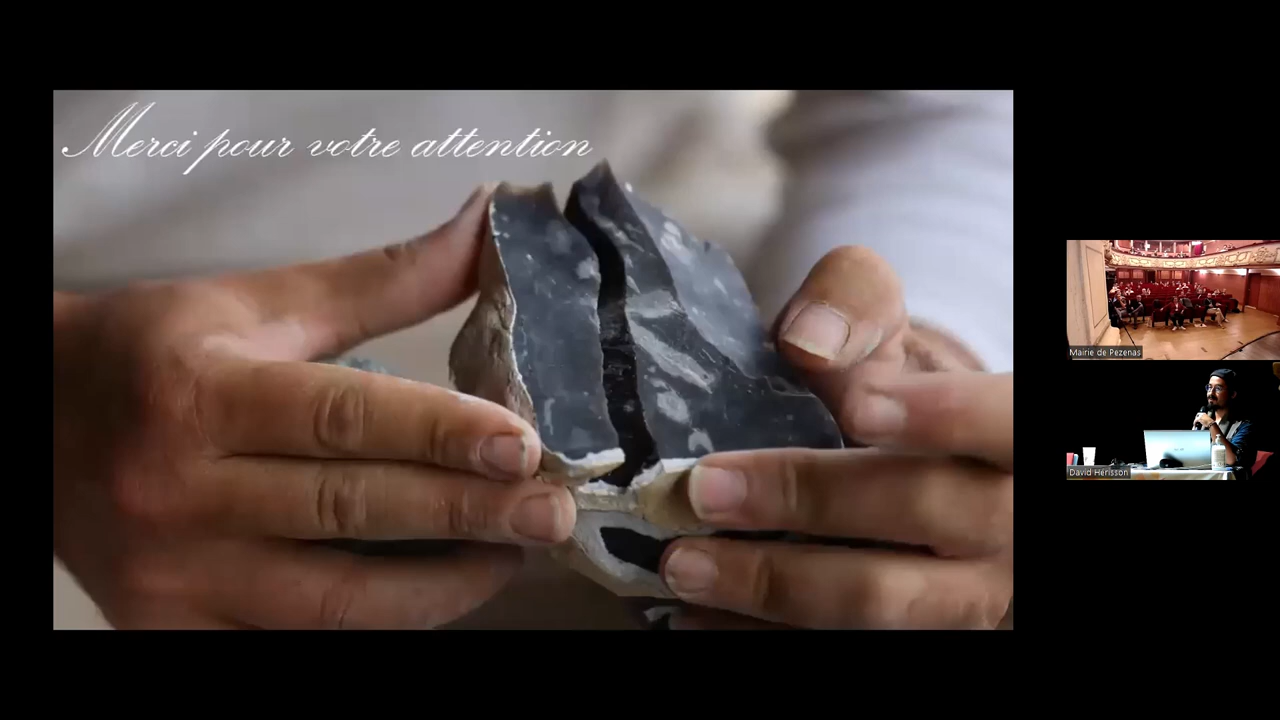 Merci pour votre attention
Mairie de Pezenas
David Hérisson